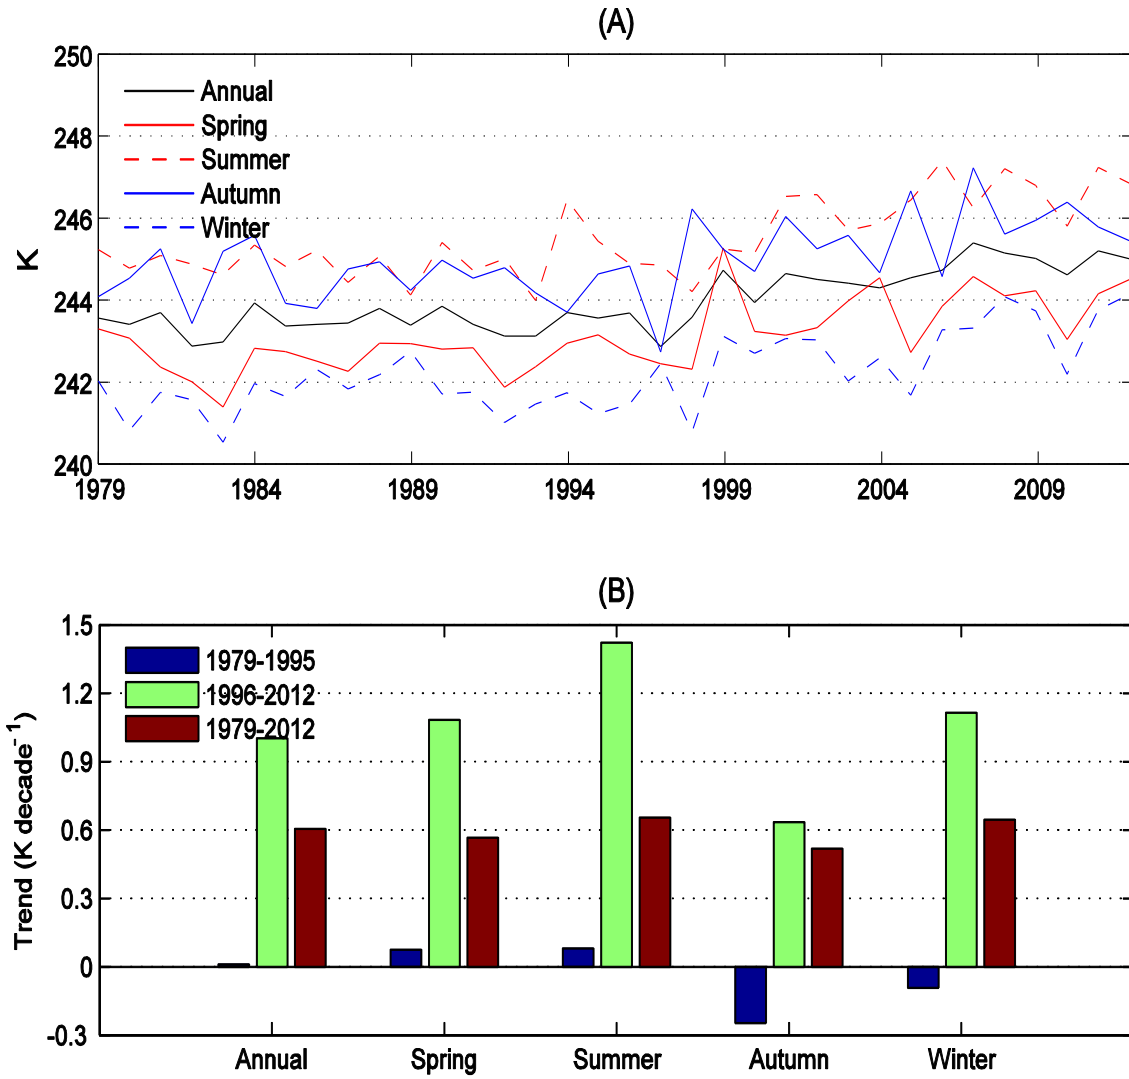 (A)
250
248
246
244
242
240
K
Annual
Spring
Summer
Autumn
Winter
1979 1984 1989 1994 1999 2004 2009
(B)
1.5
1.2
0.9
0.6
0.3
0
-0.3
Trend (K decade⁻¹)
1979-1995
1996-2012
1979-2012
Annual Spring Summer Autumn Winter